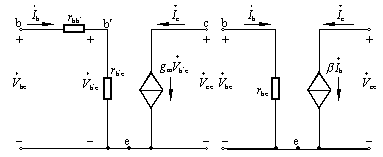 b İb rbb' b' İc c b İb İc c
+ + + + +
V̇be V̇b'e rb'e gmV̇b'e V̇ce V̇be rbe βİb V̇ce
− − − − −
e e